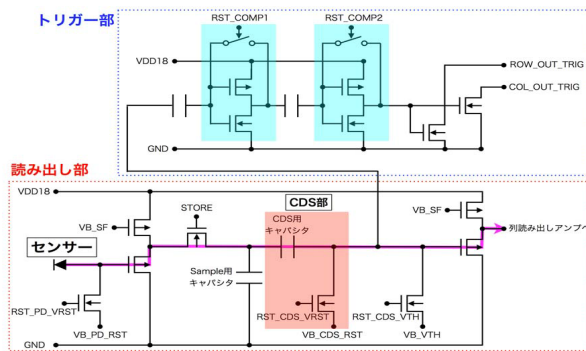 トリガー部
RST_COMP1
RST_COMP2
VDD18
ROW_OUT_TRIG
COL_OUT_TRIG
GND
読み出し部
VDD18
STORE
CDS部
VB_SF
CDS用
キャパシタ
VB_SF
センサー
列読み出しアンプへ
Sample用
キャパシタ
RST_PD_VRST
RST_CDS_VRST
RST_CDS_VTH
VB_PD_RST
VB_CDS_RST
VB_VTH
GND